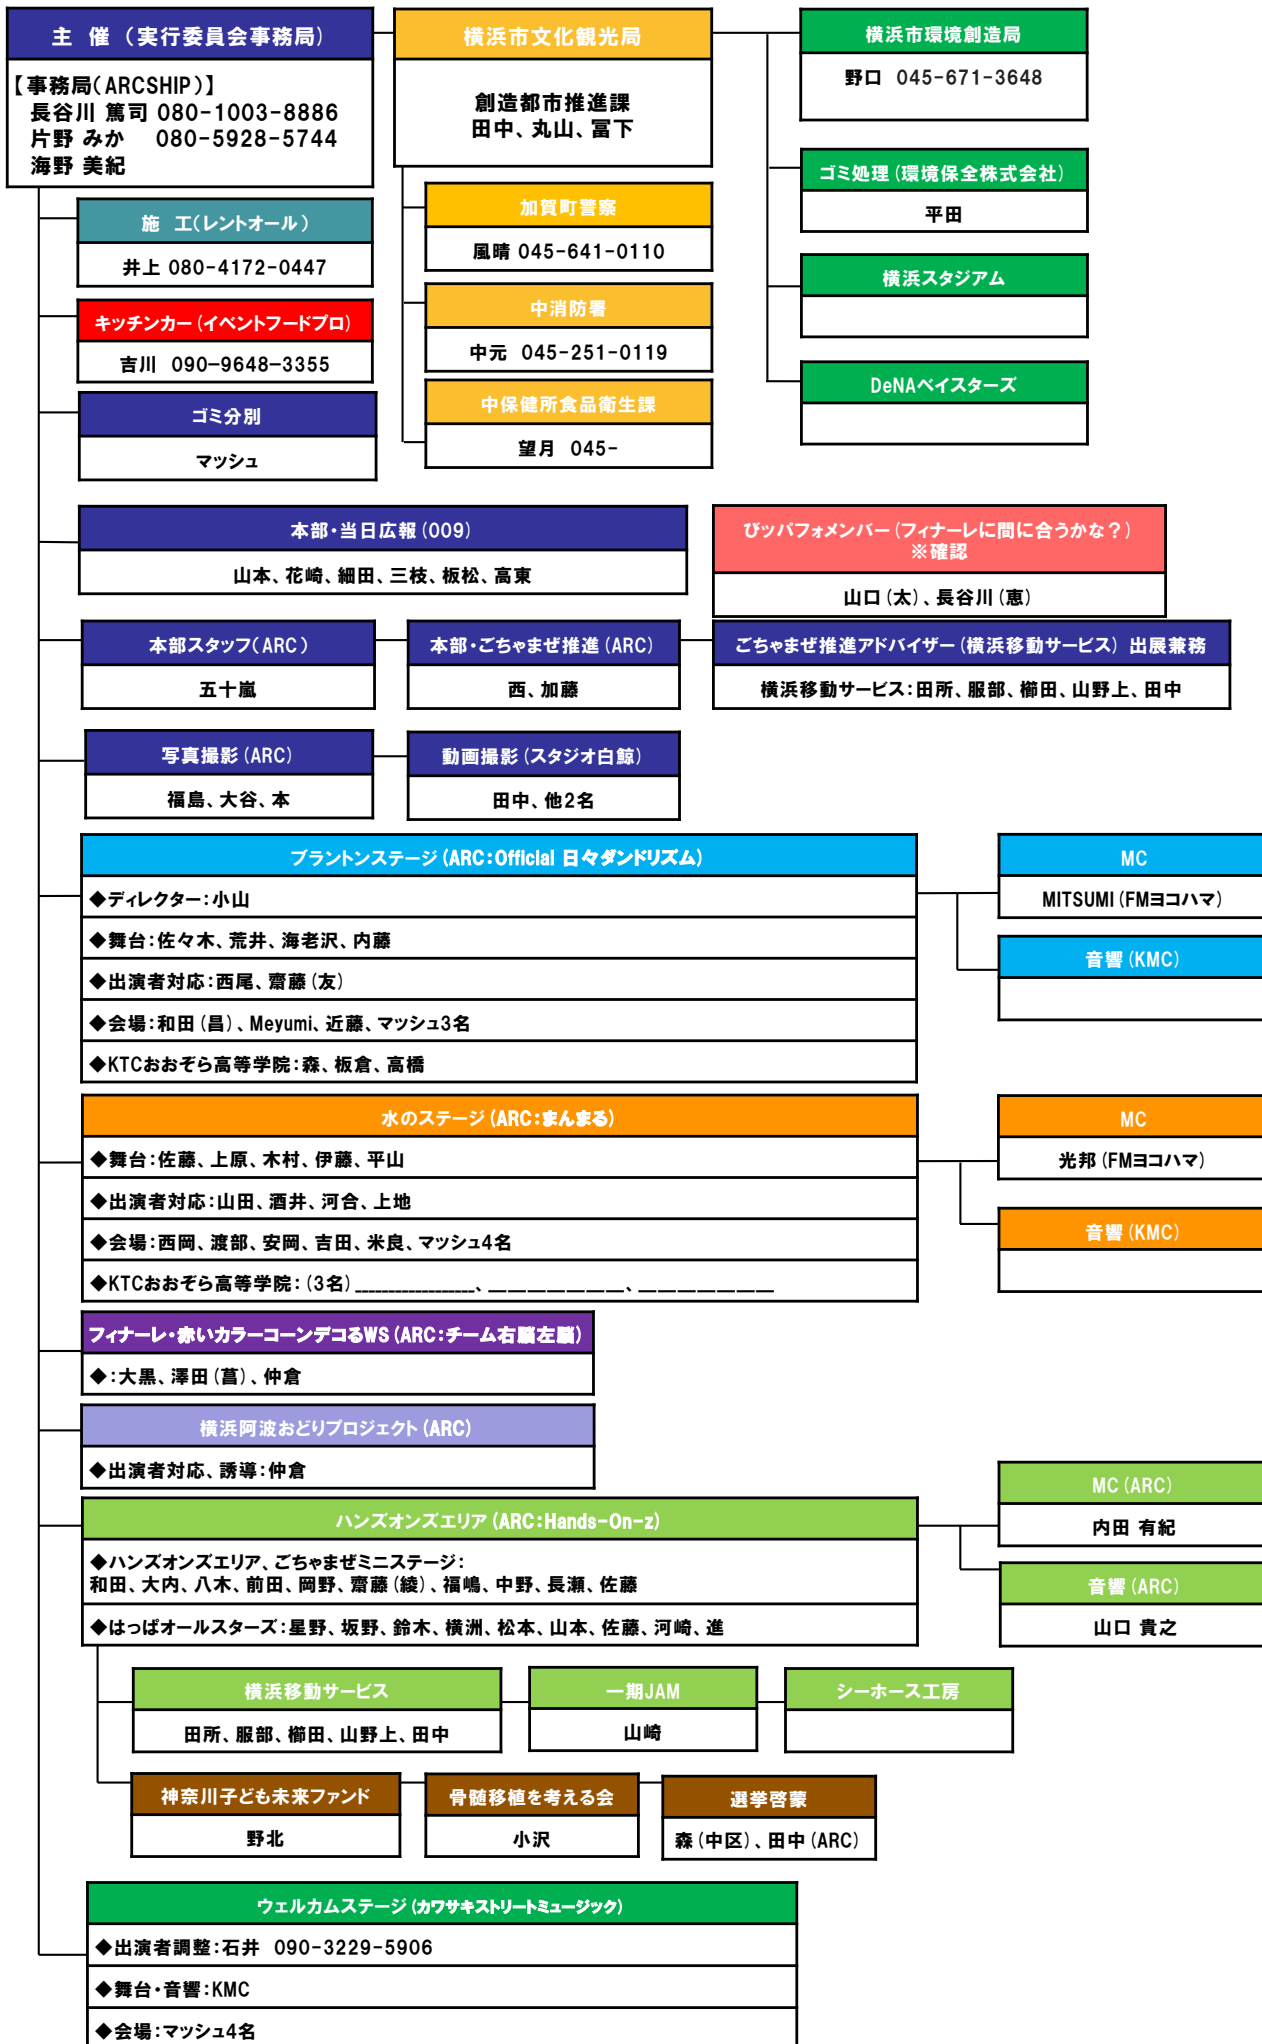 主 催 （実行委員会事務局）
【事務局（ARCSHIP）】
長谷川 篤司 080-1003-8886
片野 みか 080-5928-5744
海野 美紀
横浜市文化観光局
創造都市推進課
田中、丸山、冨下
横浜市環境創造局
野口 045-671-3648
ゴミ処理（環境保全株式会社）
平田
横浜スタジアム
DeNAベイスターズ
加賀町警察
風晴 045-641-0110
中消防署
中元 045-251-0119
中保健所食品衛生課
望月 045-
施 工（レントオール）
井上 080-4172-0447
キッチンカー（イベントフードプロ）
吉川 090-9648-3355
ゴミ分別
マッシュ
本部・当日広報（009）
山本、花崎、細田、三枝、板松、高東
びッパフォメンバー（フィナーレに間に合うかな？）
※確認
山口（太）、長谷川（恵）
本部スタッフ（ARC）
五十嵐
本部・ごちゃまぜ推進（ARC）
西、加藤
ごちゃまぜ推進アドバイザー（横浜移動サービス） 出展兼務
横浜移動サービス：田所、服部、櫛田、山野上、田中
写真撮影（ARC）
福島、大谷、本
動画撮影（スタジオ白鯨）
田中、他2名
ブラントンステージ（ARC：Official 日々ダンドリズム）
◆ディレクター：小山
◆舞台：佐々木、荒井、海老沢、内藤
◆出演者対応：西尾、齋藤（友）
◆会場：和田（昌）、Meyumi、近藤、マッシュ3名
◆KTCおおぞら高等学院：森、板倉、高橋
MC
MITSUMI（FMヨコハマ）
音響（KMC）
水のステージ（ARC：まんまる）
◆舞台：佐藤、上原、木村、伊藤、平山
◆出演者対応：山田、酒井、河合、上地
◆会場：西岡、渡部、安岡、吉田、米良、マッシュ4名
◆KTCおおぞら高等学院：（3名）_______________、_______________、_______________
MC
光邦（FMヨコハマ）
音響（KMC）
フィナーレ・赤いカラーコーンデコるWS（ARC：チーム右脳左脳）
◆：大黒、澤田（菖）、仲倉
横浜阿波おどりプロジェクト（ARC）
◆出演者対応、誘導：仲倉
ハンズオンズエリア（ARC：Hands-On-z）
◆ハンズオンズエリア、ごちゃまぜミニステージ：
和田、大内、八木、前田、岡野、齋藤（綾）、福嶋、中野、長瀬、佐藤
◆はっぱオールスターズ：星野、坂野、鈴木、横洲、松本、山本、佐藤、河崎、進
MC（ARC）
内田 有紀
音響（ARC）
山口 貴之
横浜移動サービス
田所、服部、櫛田、山野上、田中
一期JAM
山崎
シーホース工房
神奈川子ども未来ファンド
野北
骨髄移植を考える会
小沢
選挙啓蒙
森（中区）、田中（ARC）
ウェルカムステージ（カワサキストリートミュージック）
◆出演者調整：石井 090-3229-5906
◆舞台・音響：KMC
◆会場：マッシュ4名